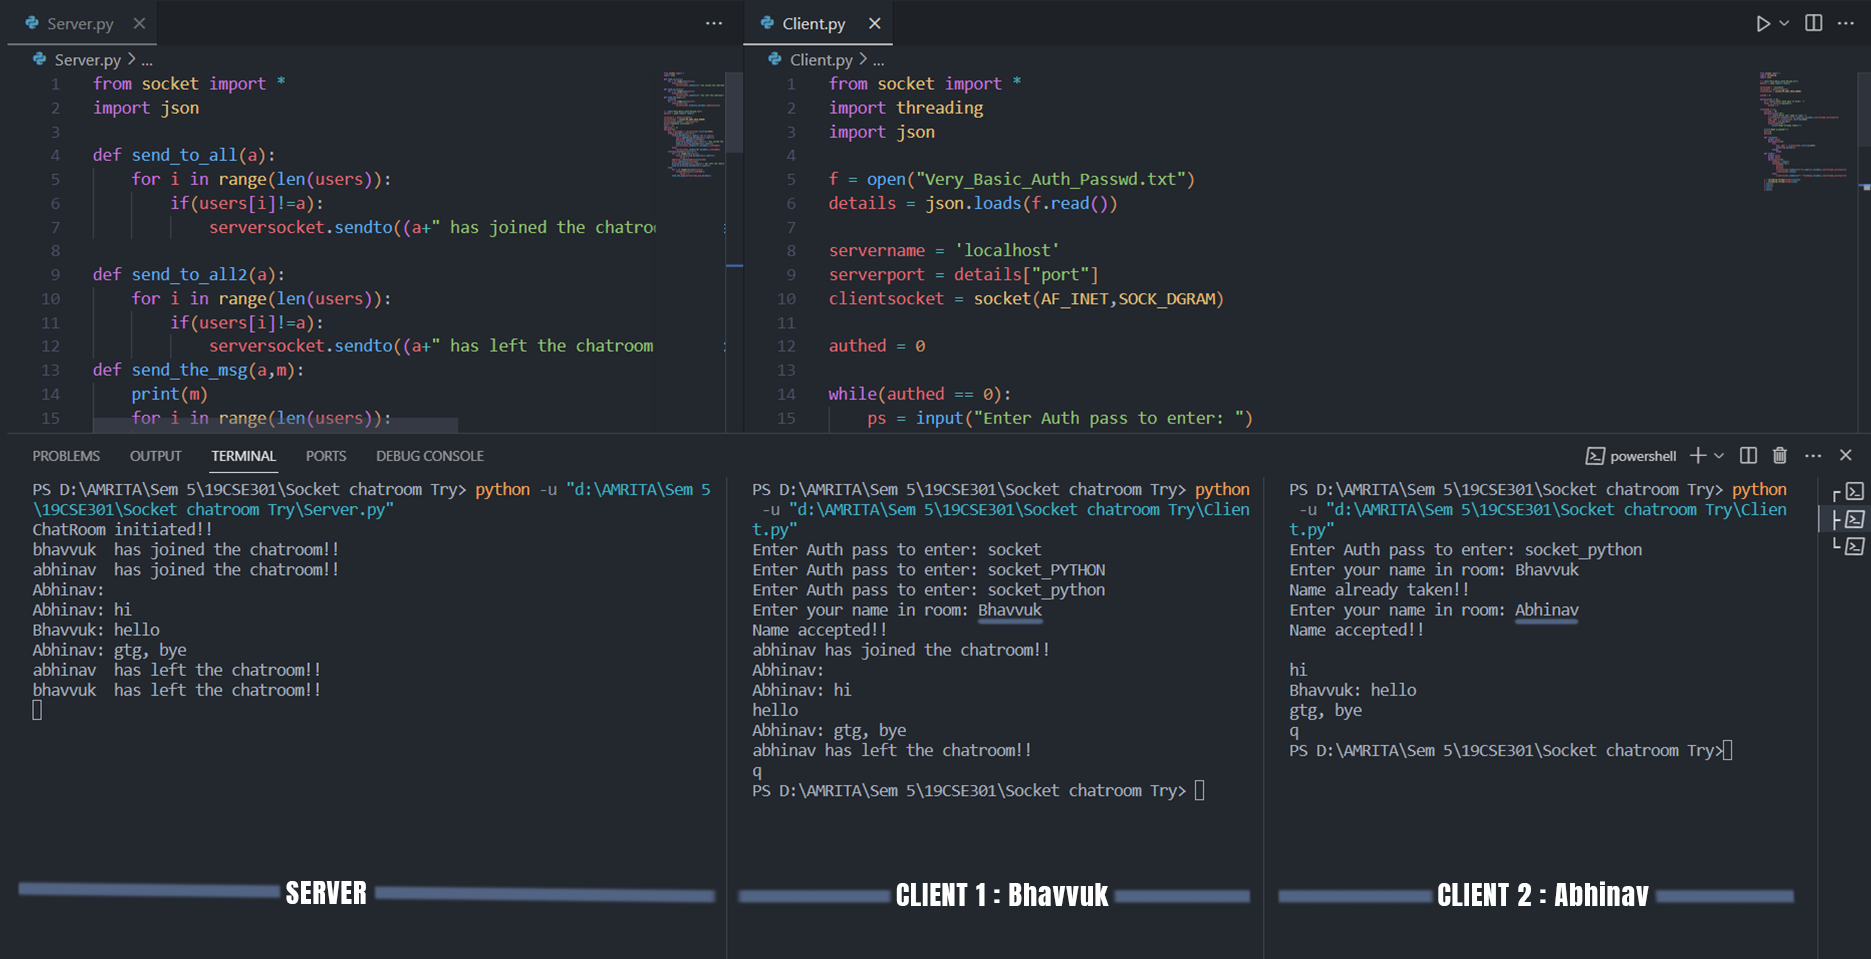 Server.py
Client.py
Server.py > ...
1 from socket import *
2 import json
3
4 def send_to_all(a):
5 for i in range(len(users)):
6 if(users[i]!=a):
7 serversocket.sendto((a+" has joined the chatroo
8
9 def send_to_all2(a):
10 for i in range(len(users)):
11 if(users[i]!=a):
12 serversocket.sendto((a+" has left the chatroom
13 def send_the_msg(a,m):
14 print(m)
15 for i in range(len(users)):
Client.py > ...
1 from socket import *
2 import threading
3 import json
4
5 f = open("Very_Basic_Auth_Passwd.txt")
6 details = json.loads(f.read())
7
8 servername = 'localhost'
9 serverport = details["port"]
10 clientsocket = socket(AF_INET,SOCK_DGRAM)
11
12 authed = 0
13
14 while(authed == 0):
15 ps = input("Enter Auth pass to enter: ")
PROBLEMS OUTPUT TERMINAL PORTS DEBUG CONSOLE
powershell
PS D:\AMRITA\Sem 5\19CSE301\Socket chatroom Try> python -u "d:\AMRITA\Sem 5
\19CSE301\Socket chatroom Try\Server.py"
ChatRoom initiated!!
bhavvuk has joined the chatroom!!
abhinav has joined the chatroom!!
Abhinav:
Abhinav: hi
Bhavvuk: hello
Abhinav: gtg, bye
abhinav has left the chatroom!!
bhavvuk has left the chatroom!!
SERVER
PS D:\AMRITA\Sem 5\19CSE301\Socket chatroom Try> python
-u "d:\AMRITA\Sem 5\19CSE301\Socket chatroom Try\Clien
t.py"
Enter Auth pass to enter: socket
Enter Auth pass to enter: socket_PYTHON
Enter Auth pass to enter: socket_python
Enter your name in room: Bhavvuk
Name accepted!!
abhinav has joined the chatroom!!
Abhinav:
Abhinav: hi
hello
Abhinav: gtg, bye
abhinav has left the chatroom!!
q
PS D:\AMRITA\Sem 5\19CSE301\Socket chatroom Try>
CLIENT 1 : Bhavvuk
PS D:\AMRITA\Sem 5\19CSE301\Socket chatroom Try> python
-u "d:\AMRITA\Sem 5\19CSE301\Socket chatroom Try\Clien
t.py"
Enter Auth pass to enter: socket_python
Enter your name in room: Bhavvuk
Name already taken!!
Enter your name in room: Abhinav
Name accepted!!
hi
Bhavvuk: hello
gtg, bye
q
PS D:\AMRITA\Sem 5\19CSE301\Socket chatroom Try>
CLIENT 2 : Abhinav